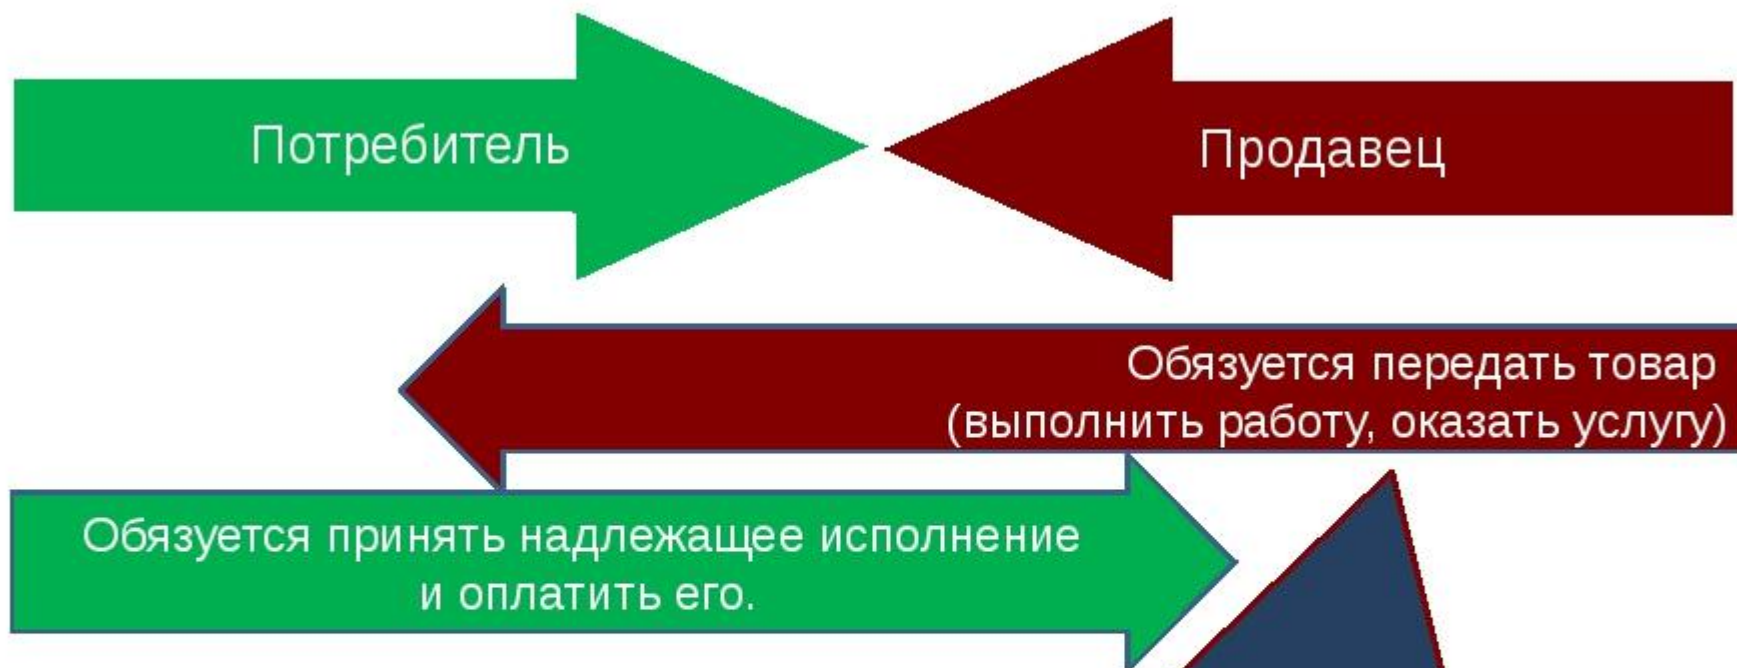 Потребитель
Продавец
Обязуется передать товар
(выполнить работу, оказать услугу)
Обязуется принять надлежащее исполнение
и оплатить его.